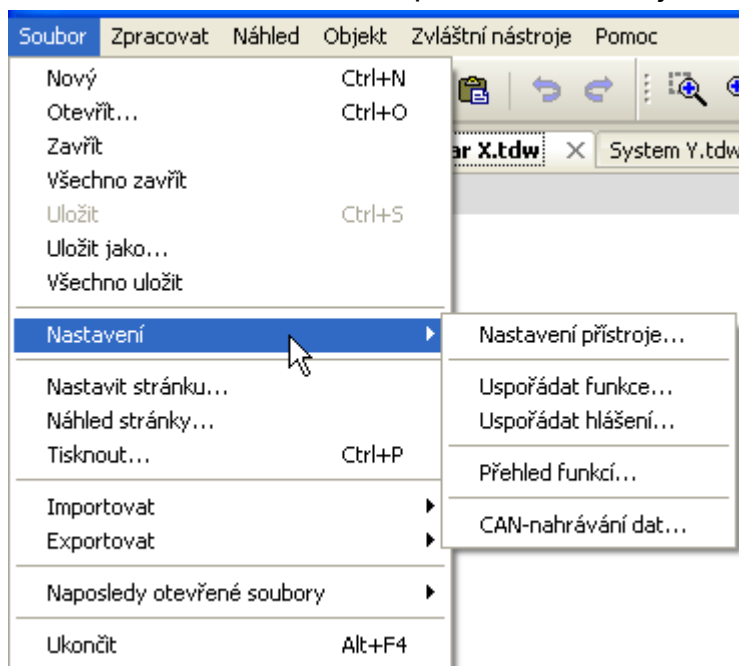 Soubor Zpracovat Náhled Objekt Zvláštní nástroje Pomoc
Nový Ctrl+N
Otevřít... Ctrl+O
Zavřít
ar X.tdw System Y.tdw
Všechno zavřít
Uložit Ctrl+S
Uložit jako...
Všechno uložit
Nastavení
Nastavení přístroje...
Nastavit stránku...
Uspořádat funkce...
Náhled stránky...
Uspořádat hlášení...
Tisknout... Ctrl+P
Přehled funkcí...
Importovat
CAN-nahrávání dat...
Exportovat
Naposledy otevřené soubory
Ukončit Alt+F4